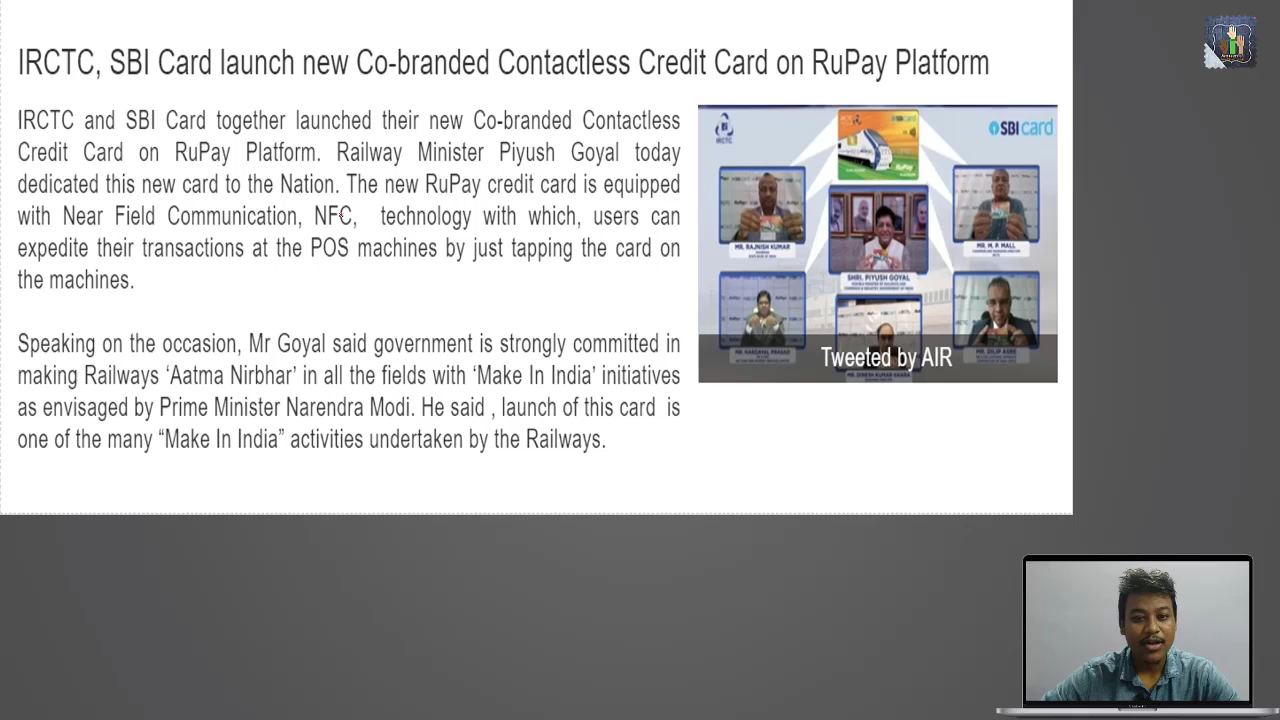 IRCTC, SBI Card launch new Co-branded Contactless Credit Card on RuPay Platform
IRCTC and SBI Card together launched their new Co-branded Contactless
Credit Card on RuPay Platform. Railway Minister Piyush Goyal today
dedicated this new card to the Nation. The new RuPay credit card is equipped
with Near Field Communication, NFC, technology with which, users can
expedite their transactions at the POS machines by just tapping the card on
the machines.
Speaking on the occasion, Mr Goyal said government is strongly committed in
making Railways 'Aatma Nirbhar' in all the fields with 'Make In India' initiatives
as envisaged by Prime Minister Narendra Modi. He said , launch of this card is
one of the many “Make In India” activities undertaken by the Railways.
IRCTC
SBI card
RuPay
MR. RAJNISH KUMAR
MR. M. P. MALL
SHRI. PIYUSH GOYAL
MR. DILIP ASBE
MR. DINESH KUMAR KHARA
Tweeted by AIR